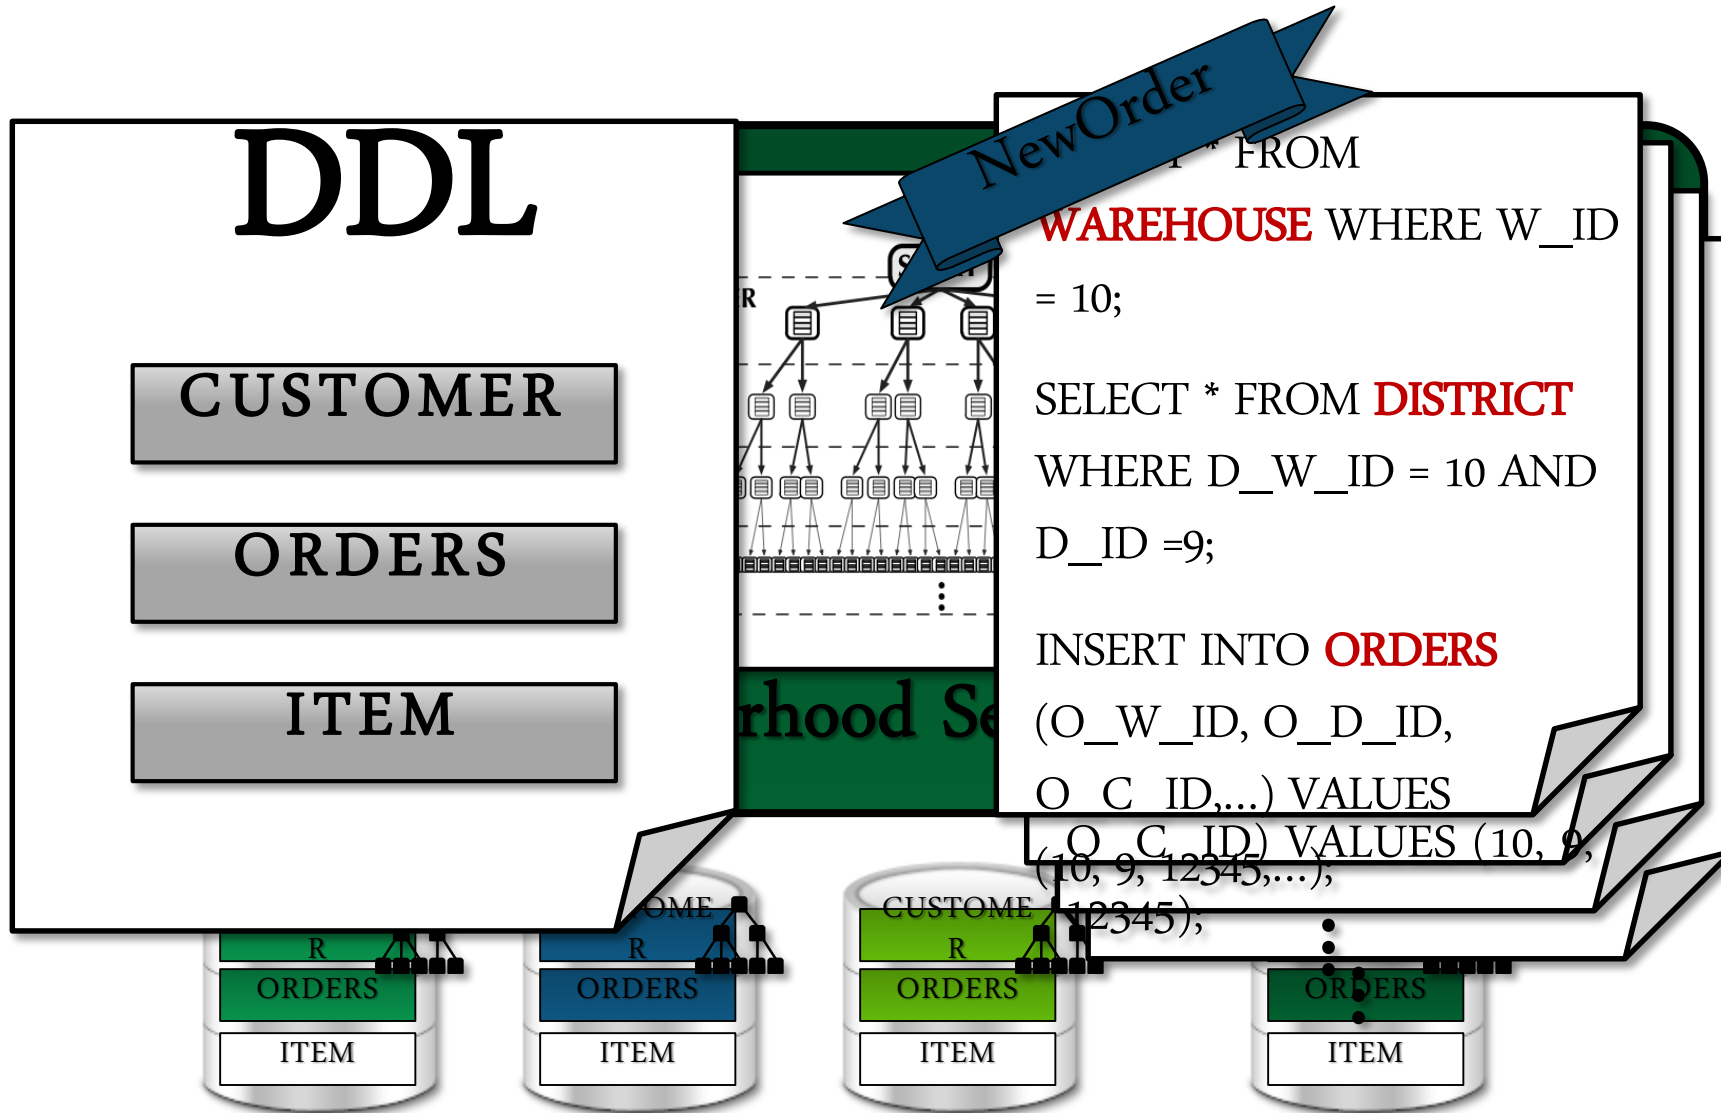 DDL
CUSTOMER
ORDERS
ITEM
NewOrder
* FROM
WAREHOUSE WHERE W_ID
= 10;
SELECT * FROM DISTRICT
WHERE D_W_ID = 10 AND
D_ID =9;
INSERT INTO ORDERS
(O_W_ID, O_D_ID,
O_C_ID,...) VALUES
(10, 9, 12345,...);
O_C_ID) VALUES (10, 9,
12345);
R
rhood Se
R
ORDERS
ITEM
OME
R
ORDERS
ITEM
CUSTOME
R
ORDERS
ITEM
ORDERS
ITEM